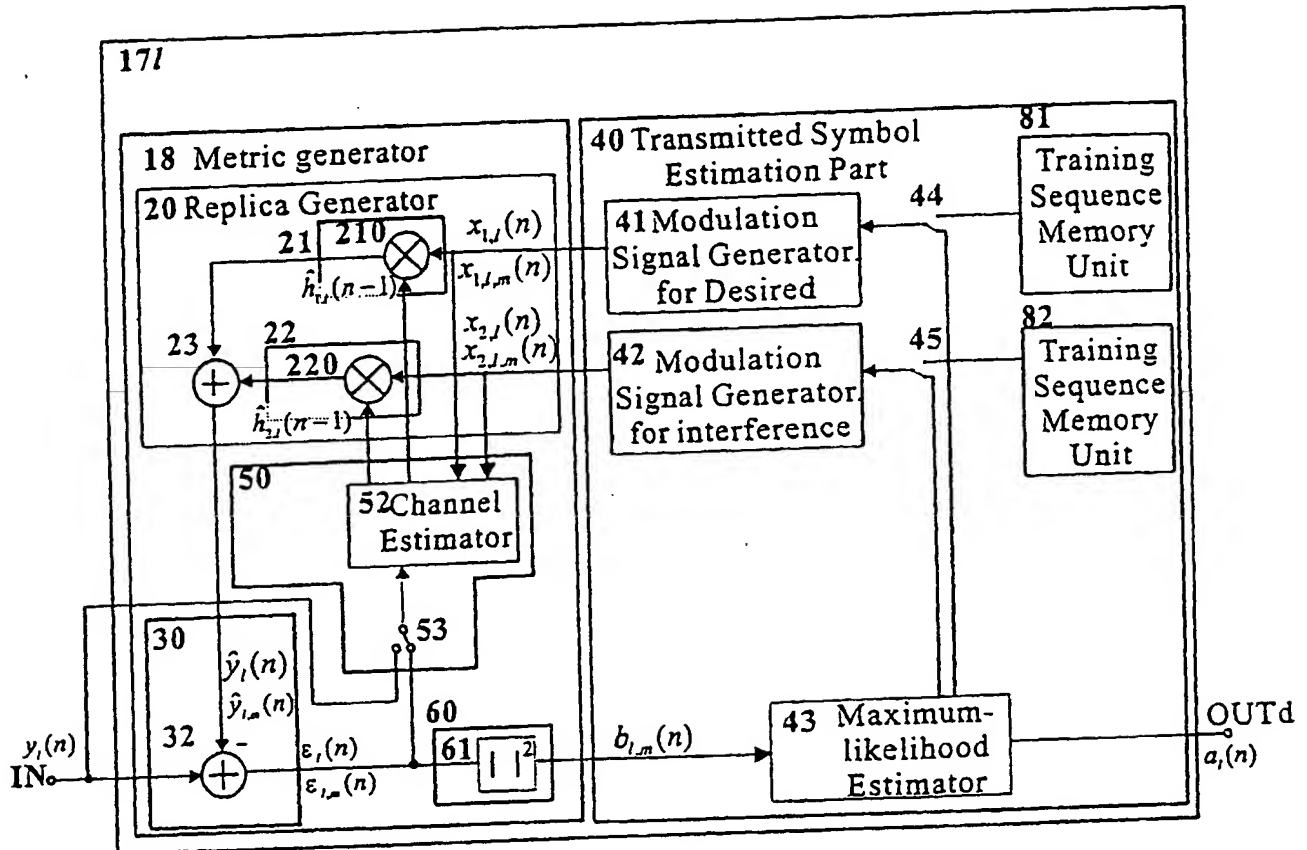 17l
18 Metric generator
20 Replica Generator
21
210
x₁,ₗ(n)
x₁,ₗ,ₘ(n)
ĥ₁,ₗ(n-1)
x₂,ₗ(n)
x₂,ₗ,ₘ(n)
22
220
23
ĥ₂,ₗ(n-1)
50
52 Channel
Estimator
53
30
ŷₗ(n)
ŷₗ,ₘ(n)
32
-
yₗ(n)
IN
εₗ(n)
εₗ,ₘ(n)
60
61
| |²
bₗ,ₘ(n)
40 Transmitted Symbol
Estimation Part
41 Modulation
Signal Generator.
for Desired
42 Modulation
Signal Generator.
for interference
44
45
81
Training
Sequence
Memory
Unit
82
Training
Sequence
Memory
Unit
43 Maximum-
likelihood
Estimator
OUTd
aₗ(n)